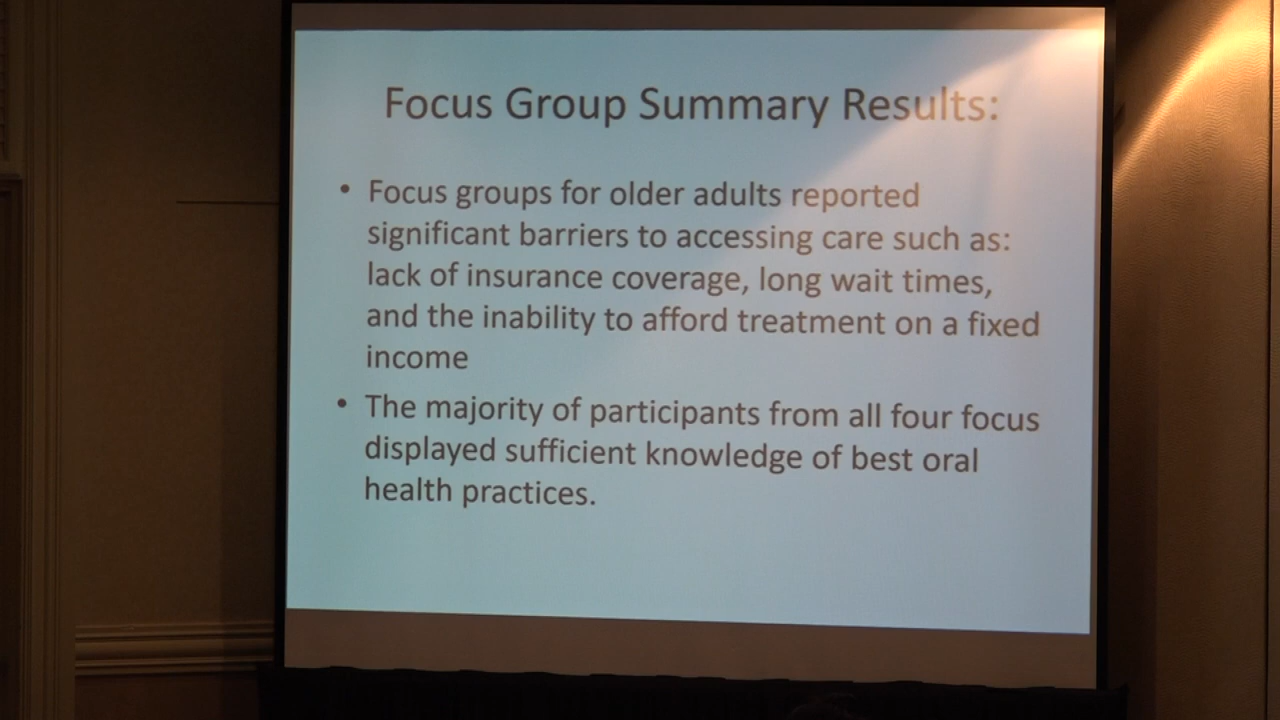 Focus Group Summary Results:
• Focus groups for older adults reported
significant barriers to accessing care such as:
lack of insurance coverage, long wait times,
and the inability to afford treatment on a fixed
income
• The majority of participants from all four focus
displayed sufficient knowledge of best oral
health practices.